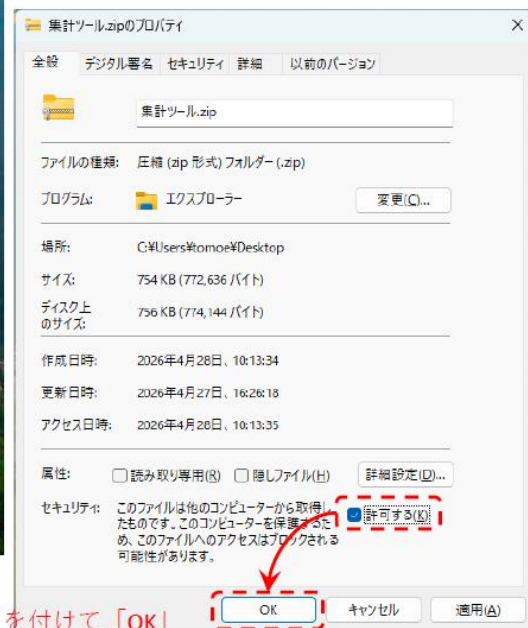 集計ツール.zipのプロパティ
全般 デジタル署名 セキュリティ 詳細 以前のバージョン
集計ツール.zip
ファイルの種類: 圧縮 (zip 形式) フォルダー (.zip)
プログラム: エクスプローラー 変更(C)...
場所: C:¥Users¥tomoe¥Desktop
サイズ: 754 KB (772,636 バイト)
ディスク上
のサイズ: 756 KB (774,144 バイト)
作成日時: 2026年4月28日、10:13:34
更新日時: 2026年4月27日、16:26:18
アクセス日時: 2026年4月28日、10:13:35
属性: 読み取り専用(R) 隠しファイル(H) 詳細設定(D)...
セキュリティ: このファイルは他のコンピューターから取得し
たものです。このコンピューターを保護するた
め、このファイルへのアクセスはブロックされる
可能性があります。
許可する(K)
OK キャンセル 適用(A)
を付けて「OK」